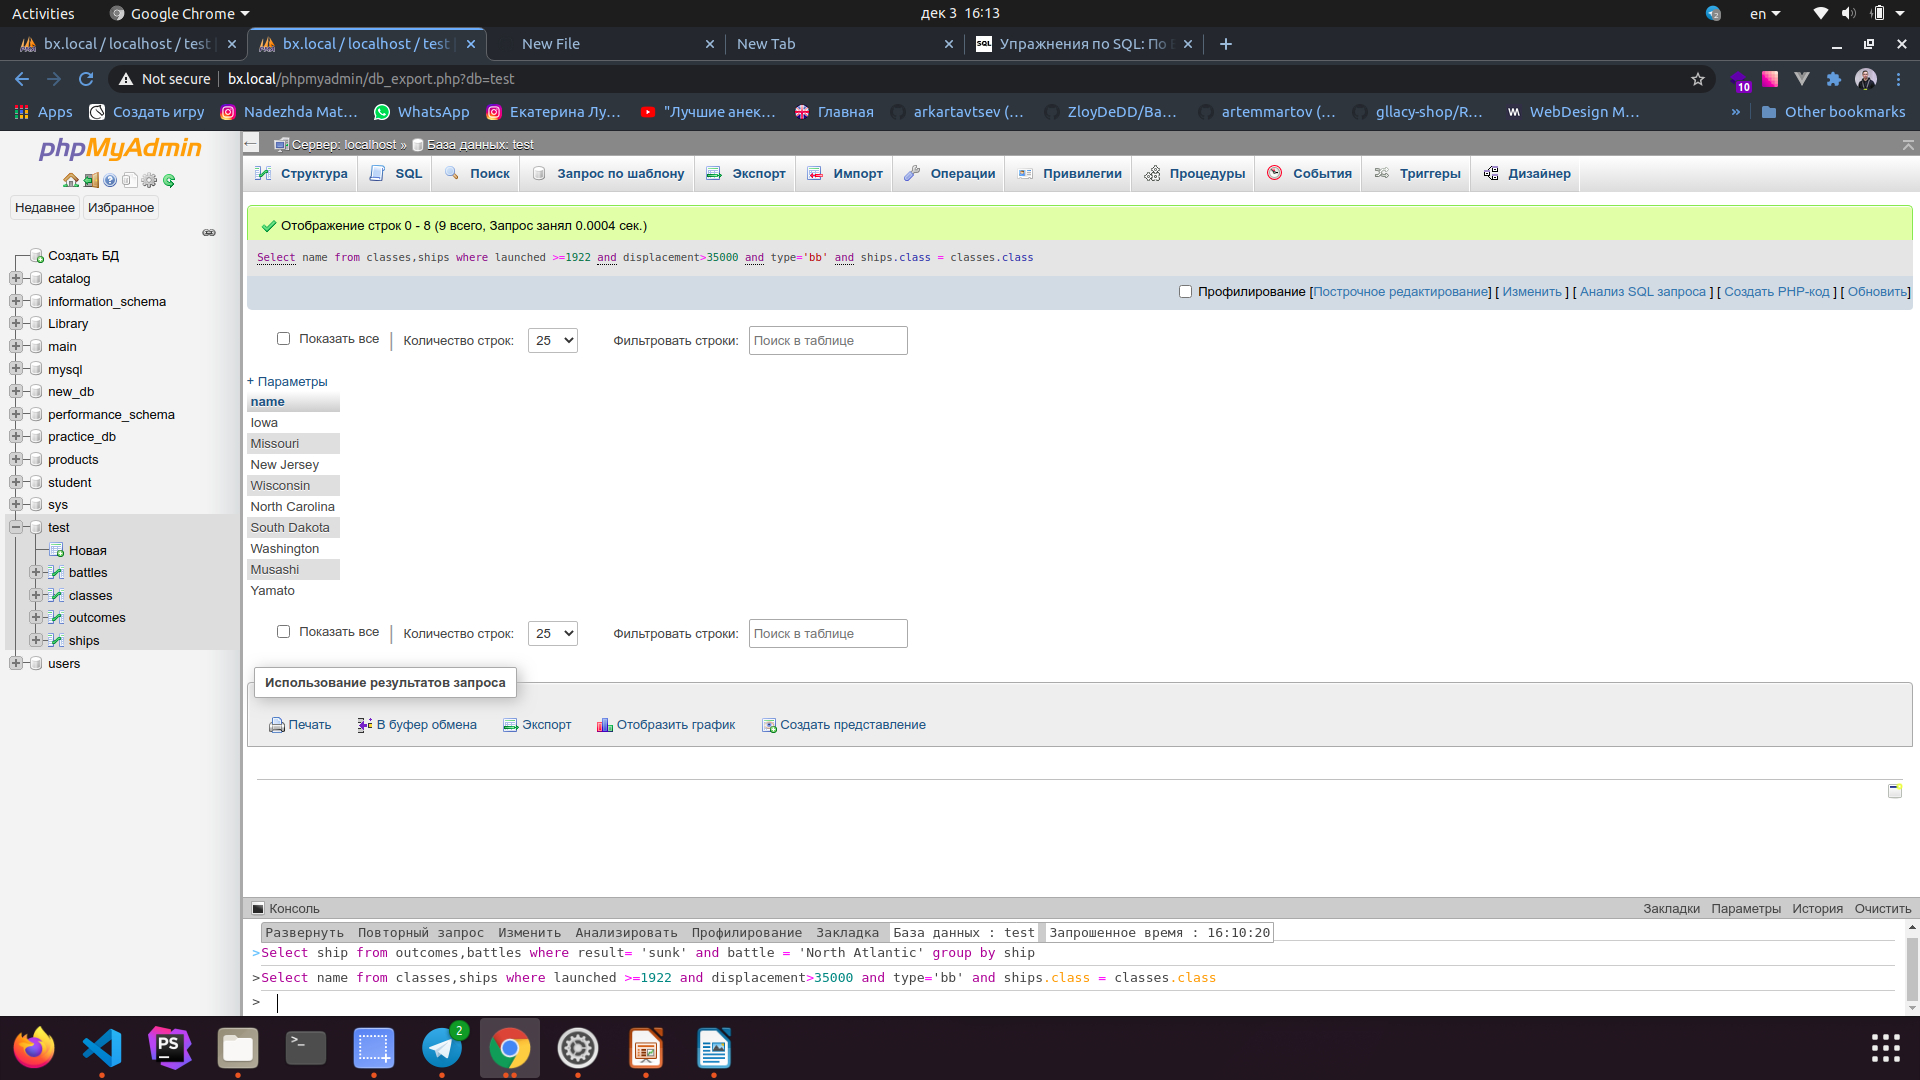 Activities
Google Chrome
дек 3 16:13
en
bx.local / localhost / test
bx.local / localhost / test
New File
New Tab
SQL
Упражнения по SQL: По
Not secure
bx.local/phpmyadmin/db_export.php?db=test
10
Apps
Создать игру
Nadezhda Mat...
WhatsApp
Екатерина Лу...
"Лучшие анек...
Главная
arkartavtsev (...
ZloyDeDD/Ba...
artemmartov (...
gllacy-shop/R...
WebDesign M...
»
Other bookmarks
phpMyAdmin
Недавнее
Избранное
Создать БД
catalog
information_schema
Library
main
mysql
new_db
performance_schema
practice_db
products
student
sys
test
Новая
battles
classes
outcomes
ships
users
Сервер: localhost » База данных: test
Структура
SQL
Поиск
Запрос по шаблону
Экспорт
Импорт
Операции
Привилегии
Процедуры
События
Триггеры
Дизайнер
Отображение строк 0 - 8 (9 всего, Запрос занял 0.0004 сек.)
Select name from classes,ships where launched >=1922 and displacement>35000 and type='bb' and ships.class = classes.class
Профилирование [Построчное редактирование] [ Изменить ] [ Анализ SQL запроса ] [ Создать PHP-код ] [ Обновить]
Показать все | Количество строк: 25 Фильтровать строки: Поиск в таблице
+ Параметры
name
Iowa
Missouri
New Jersey
Wisconsin
North Carolina
South Dakota
Washington
Musashi
Yamato
Показать все | Количество строк: 25 Фильтровать строки: Поиск в таблице
Использование результатов запроса
Печать
В буфер обмена
Экспорт
Отобразить график
Создать представление
Консоль
Закладки Параметры История Очистить
Развернуть Повторный запрос Изменить Анализировать Профилирование Закладка База данных : test Запрошенное время : 16:10:20
>Select ship from outcomes,battles where result= 'sunk' and battle = 'North Atlantic' group by ship
>Select name from classes,ships where launched >=1922 and displacement>35000 and type='bb' and ships.class = classes.class
>
PS
>_
2